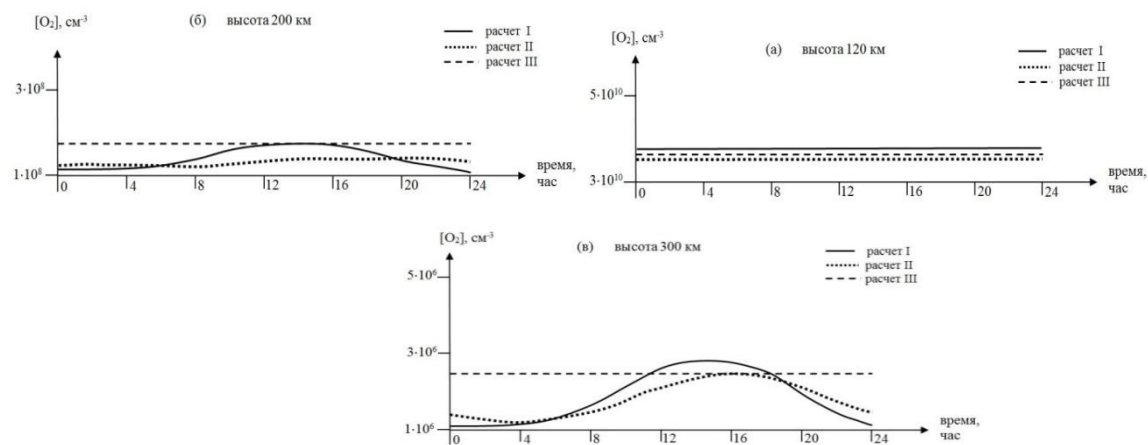 [O₂], см⁻³
(б) высота 200 км
расчет I
расчет II
расчет III
3·10⁸
1·10⁸
0 4 8 12 16 20 24
время,
час
[O₂], см⁻³
(а) высота 120 км
расчет I
расчет II
расчет III
5·10¹⁰
3·10¹⁰
0 4 8 12 16 20 24
время,
час
[O₂], см⁻³
(в) высота 300 км
расчет I
расчет II
расчет III
5·10⁶
3·10⁶
1·10⁶
0 4 8 12 16 20 24
время,
час